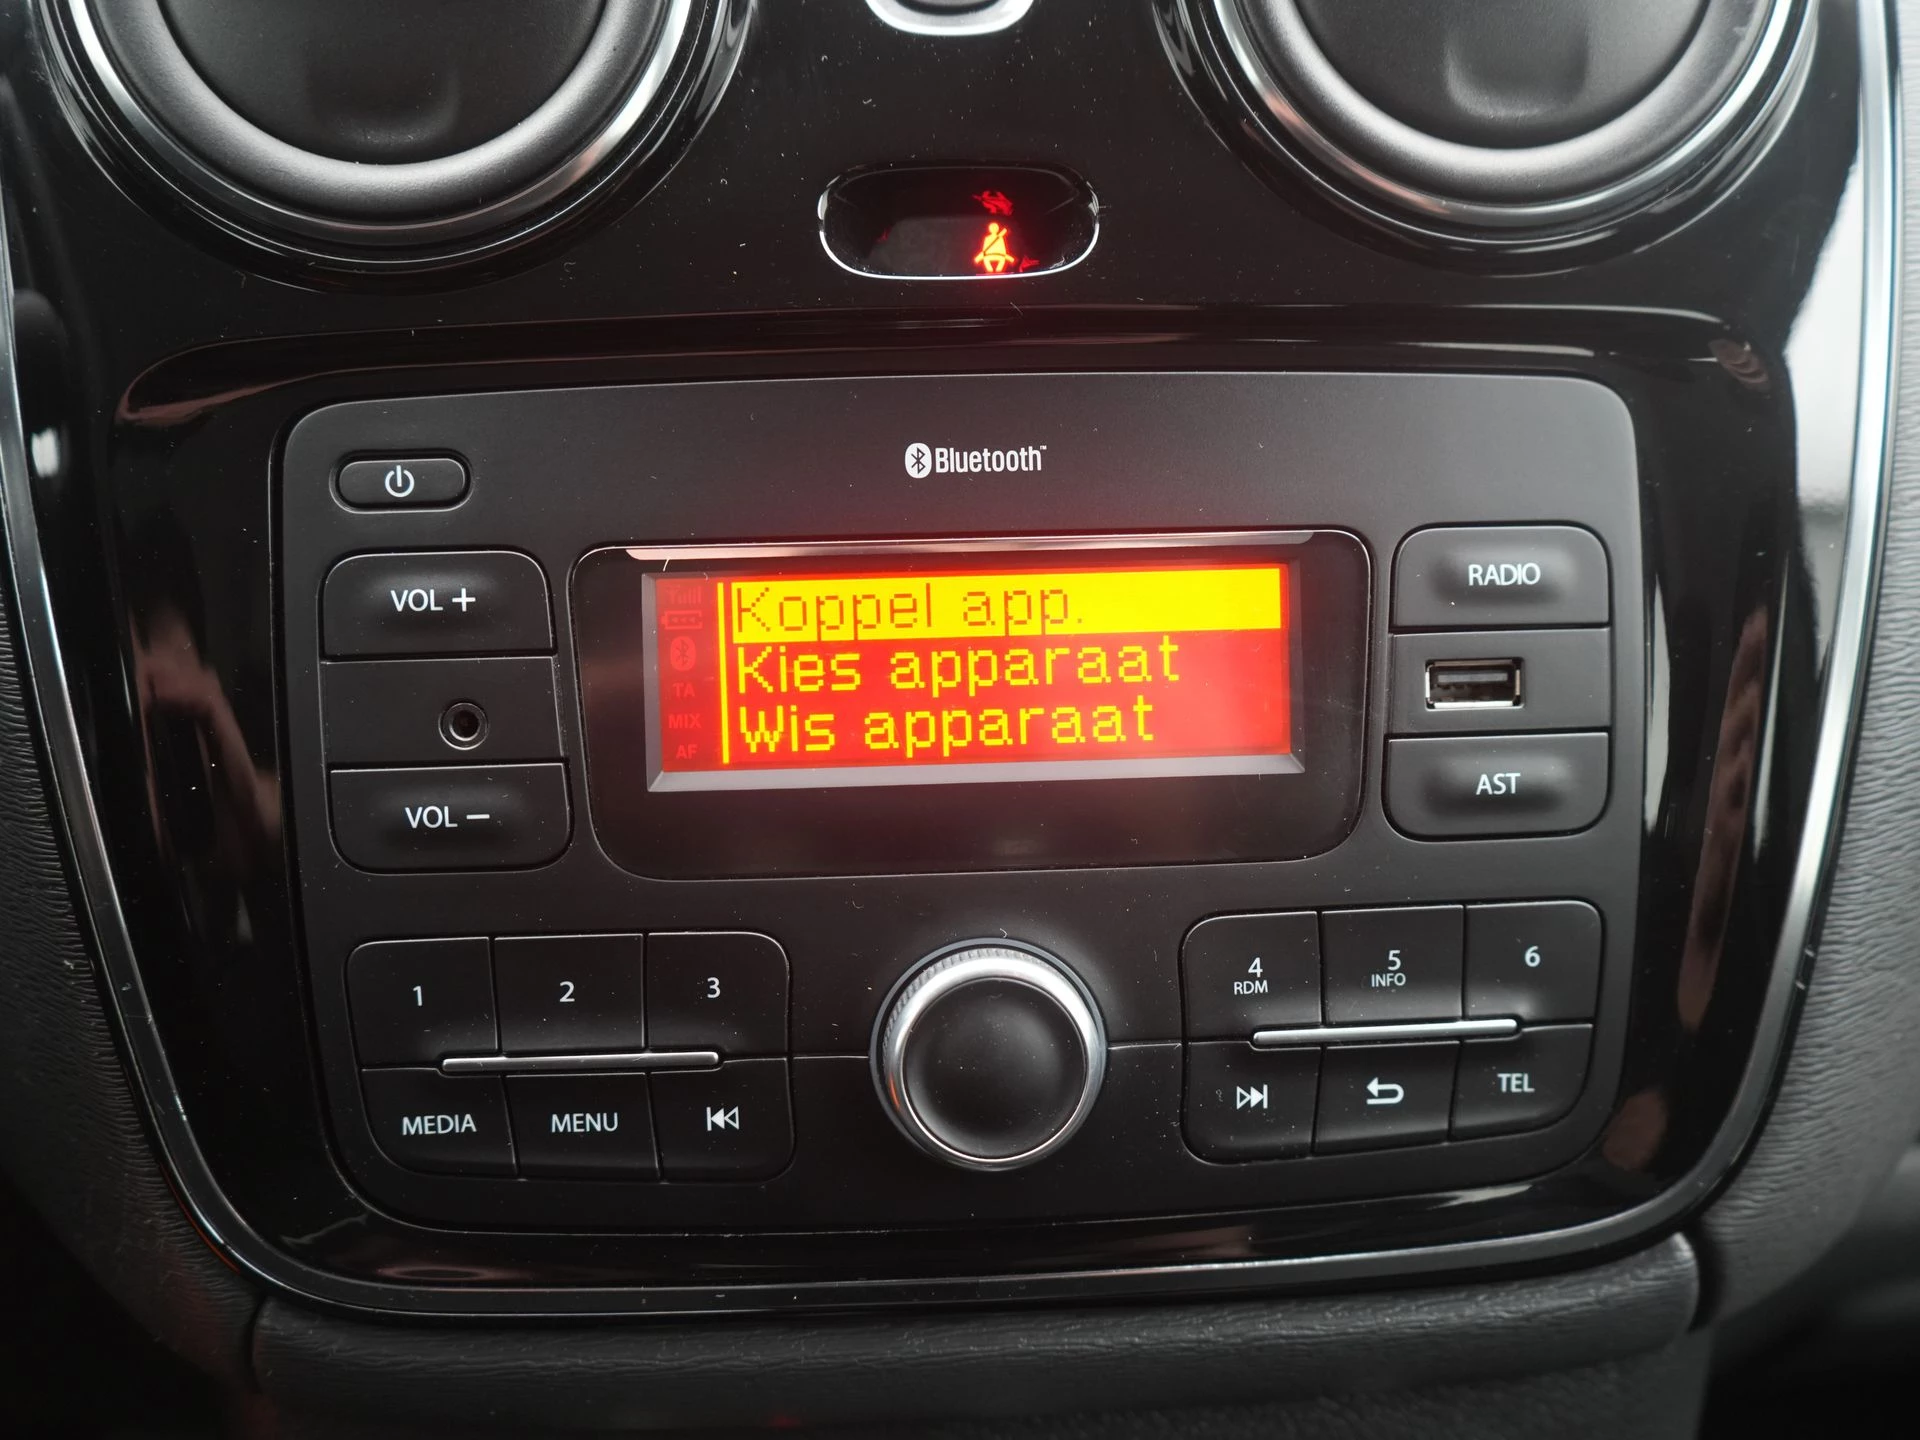 Bluetooth™
VOL +
RADIO
Koppel app.
Kies apparaat
Wis apparaat
TA
MIX
AF
VOL −
AST
1
2
3
4
RDM
5
INFO
6
MEDIA
MENU
TEL